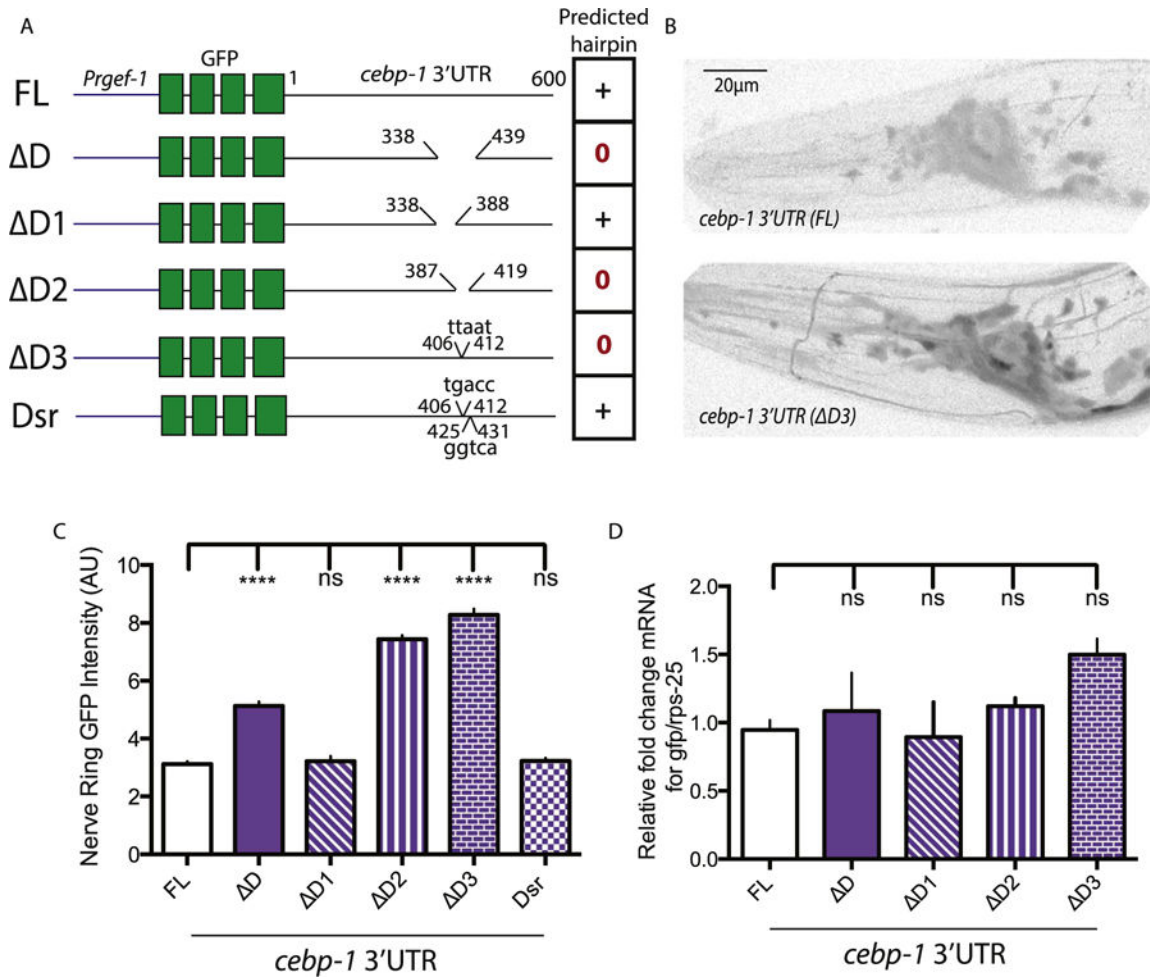 A
Predicted
hairpin
B
Prgef-1
GFP
1
cebp-1 3'UTR
600
FL
+
ΔD
338
439
0
ΔD1
338
388
+
ΔD2
387
419
0
ΔD3
ttaat
406
412
0
Dsr
tgacc
406
412
425
431
ggtca
+
20µm
cebp-1 3'UTR (FL)
cebp-1 3'UTR (ΔD3)
C
Nerve Ring GFP Intensity (AU)
10
8
6
4
2
0
****
ns
****
****
ns
FL
ΔD
ΔD1
ΔD2
ΔD3
Dsr
cebp-1 3'UTR
D
Relative fold change mRNA
for gfp/rps-25
2.0
1.5
1.0
0.5
0.0
ns
ns
ns
ns
FL
ΔD
ΔD1
ΔD2
ΔD3
cebp-1 3'UTR